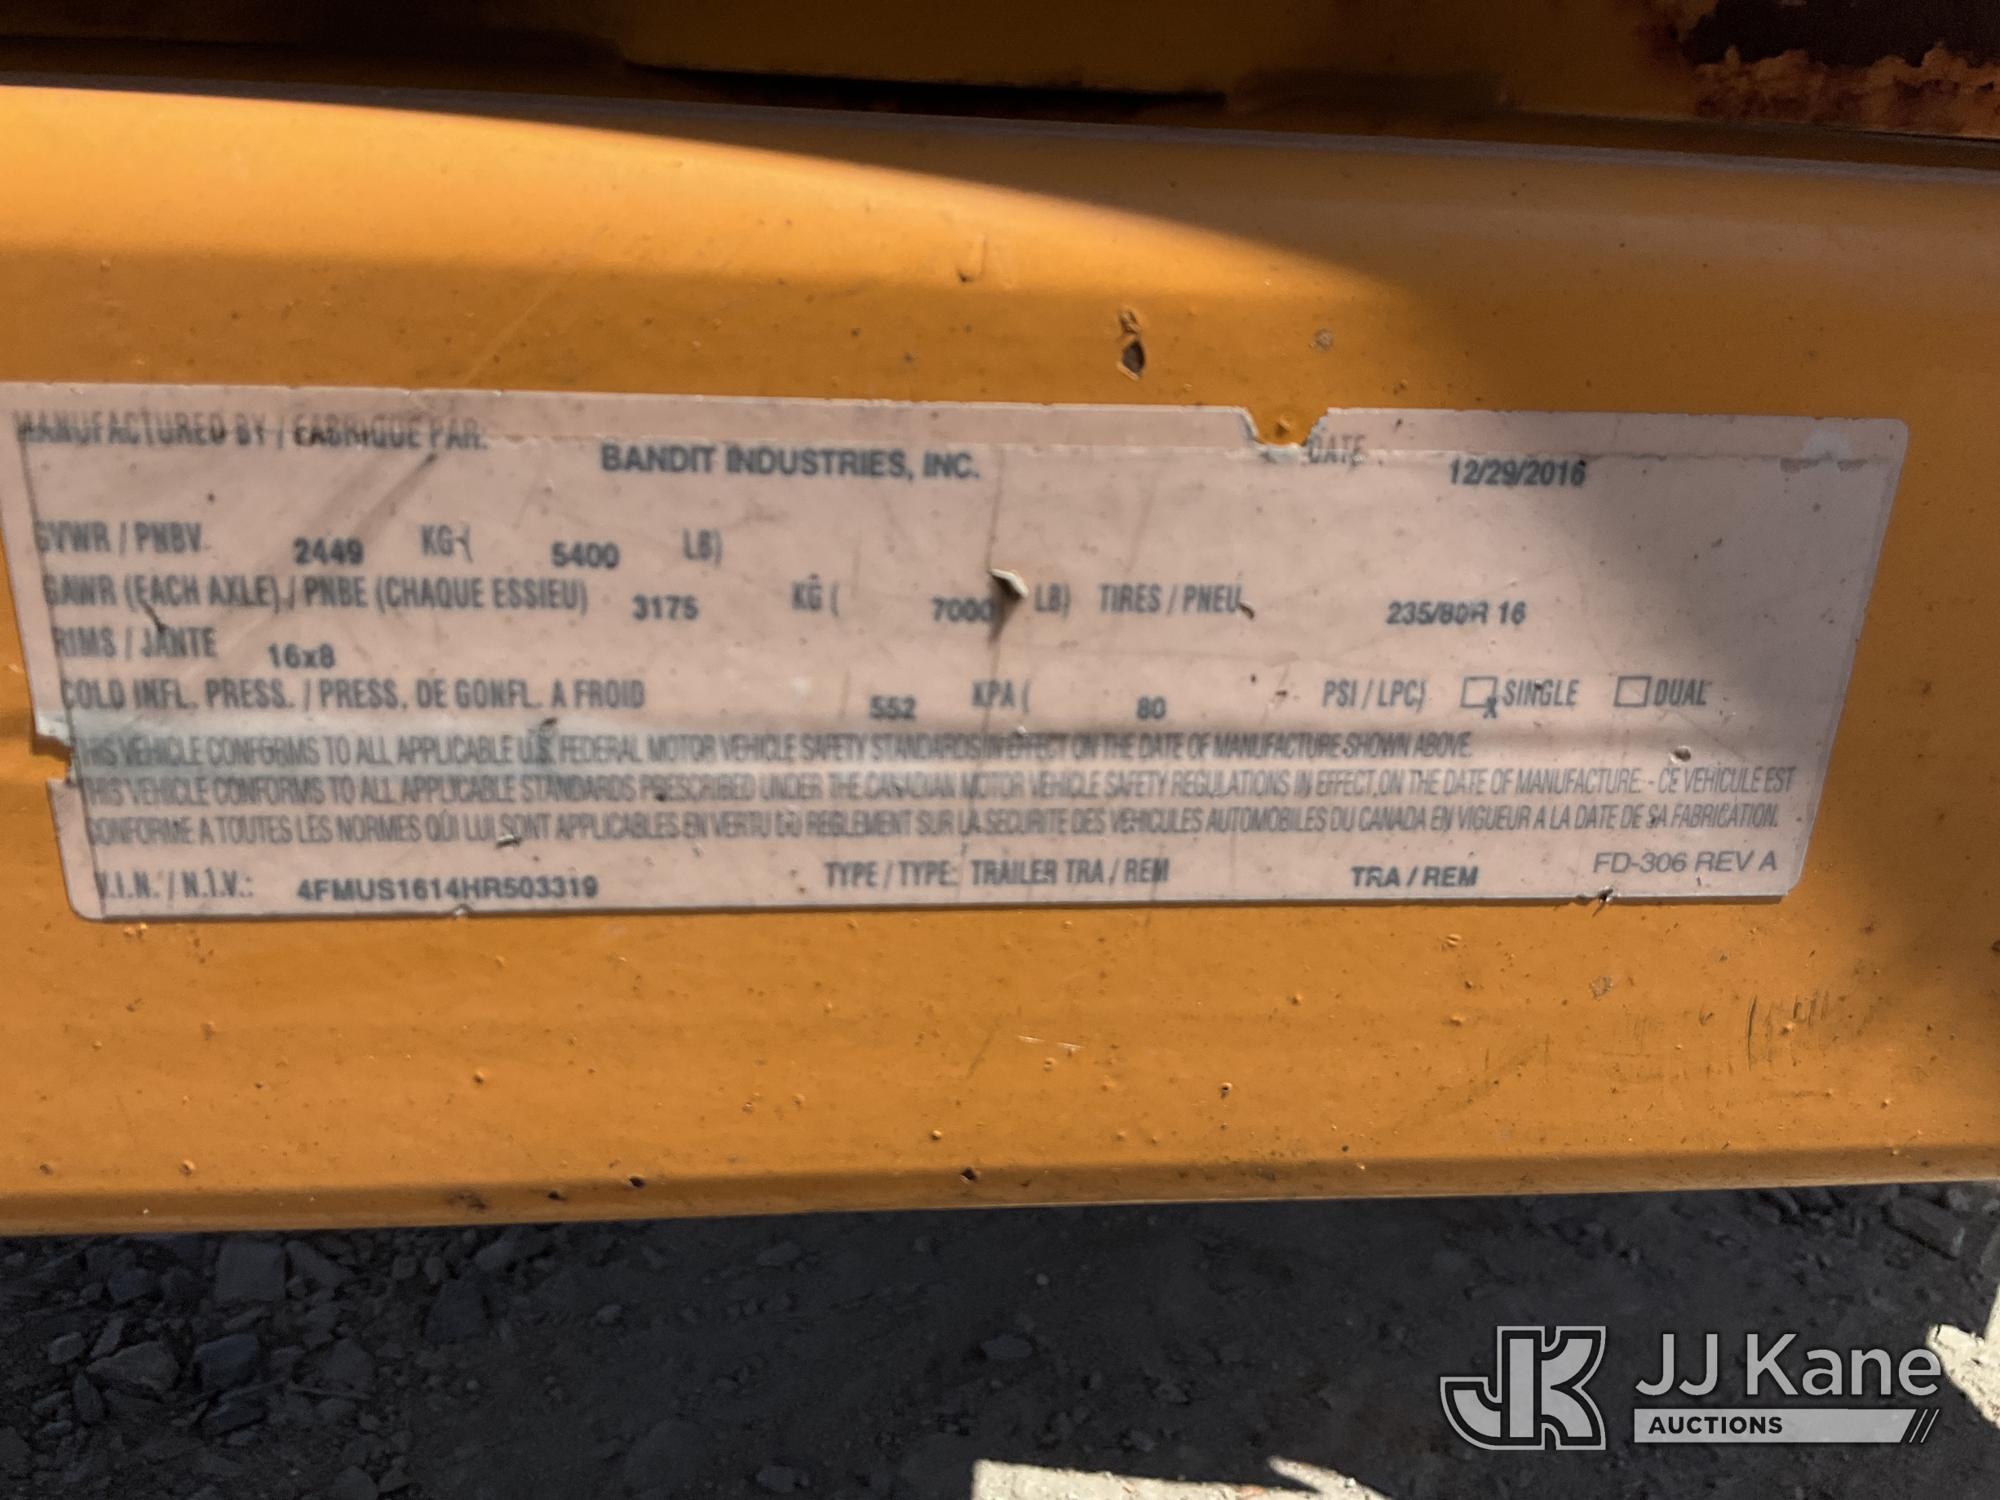 MANUFACTURED BY / FABRIQUE PAR: BANDIT INDUSTRIES, INC. DATE: 12/29/2016
GVWR / PNBV 2449 KG ( 5400 LB)
GAWR (EACH AXLE) / PNBE (CHAQUE ESSIEU) 3175 KG ( 7000 LB) TIRES / PNEU 235/80R 16
RIMS / JANTE 16x8
COLD INFL. PRESS. / PRESS. DE GONFL. A FROID 552 KPA ( 80 PSI / LPC) ☐ x SINGLE ☐ DUAL
THIS VEHICLE CONFORMS TO ALL APPLICABLE U.S. FEDERAL MOTOR VEHICLE SAFETY STANDARDS IN EFFECT ON THE DATE OF MANUFACTURE SHOWN ABOVE.
THIS VEHICLE CONFORMS TO ALL APPLICABLE STANDARDS PRESCRIBED UNDER THE CANADIAN MOTOR VEHICLE SAFETY REGULATIONS IN EFFECT ON THE DATE OF MANUFACTURE. - CE VEHICULE EST
CONFORME A TOUTES LES NORMES QUI LUI SONT APPLICABLES EN VERTU DU REGLEMENT SUR LA SECURITE DES VEHICULES AUTOMOBILES DU CANADA EN VIGUEUR A LA DATE DE SA FABRICATION.
V.I.N. / N.I.V.: 4FMUS1614HR503319 TYPE / TYPE: TRAILER TRA / REM TRA / REM FD-306 REV A
JK JJ Kane
AUCTIONS